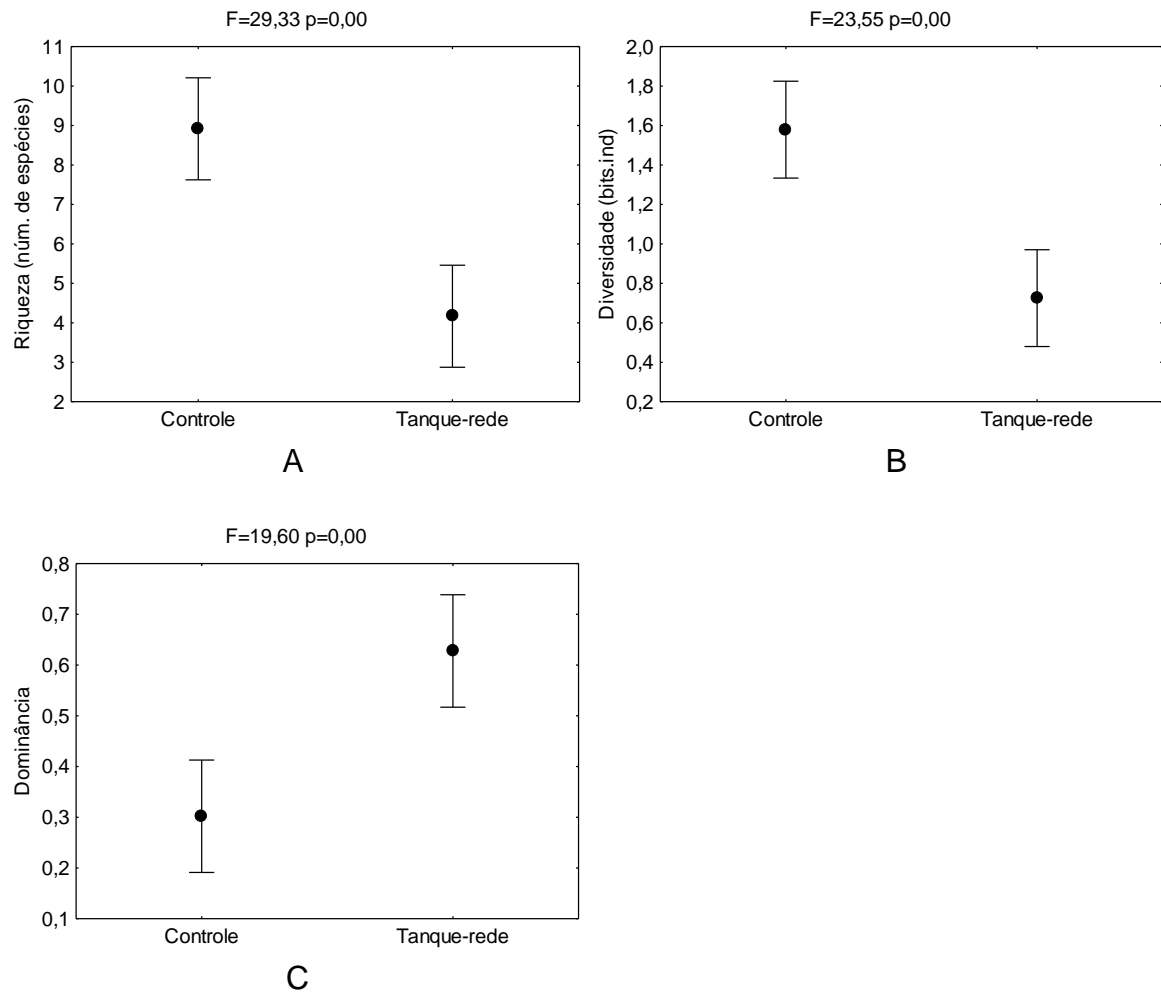 F=29,33 p=0,00
Riqueza (núm. de espécies)
11
10
9
8
7
6
5
4
3
2
Controle
Tanque-rede
A
F=23,55 p=0,00
Diversidade (bits.ind)
2,0
1,8
1,6
1,4
1,2
1,0
0,8
0,6
0,4
0,2
Controle
Tanque-rede
B
F=19,60 p=0,00
Dominância
0,8
0,7
0,6
0,5
0,4
0,3
0,2
0,1
Controle
Tanque-rede
C